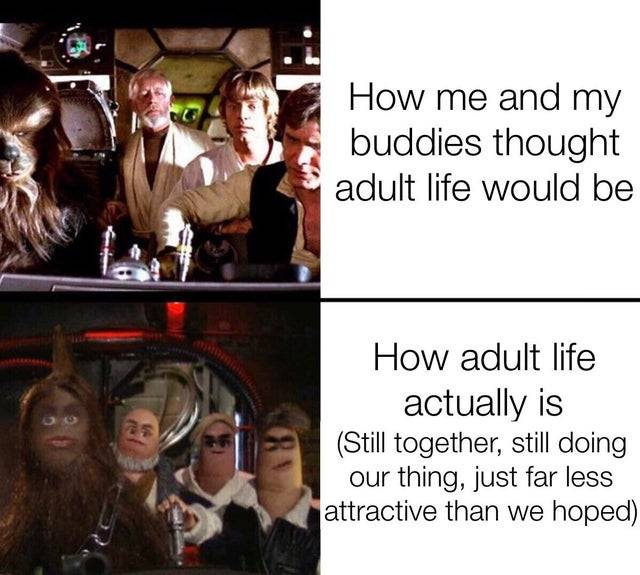 How me and my
buddies thought
adult life would be
How adult life
actually is
(Still together, still doing
our thing, just far less
attractive than we hoped)